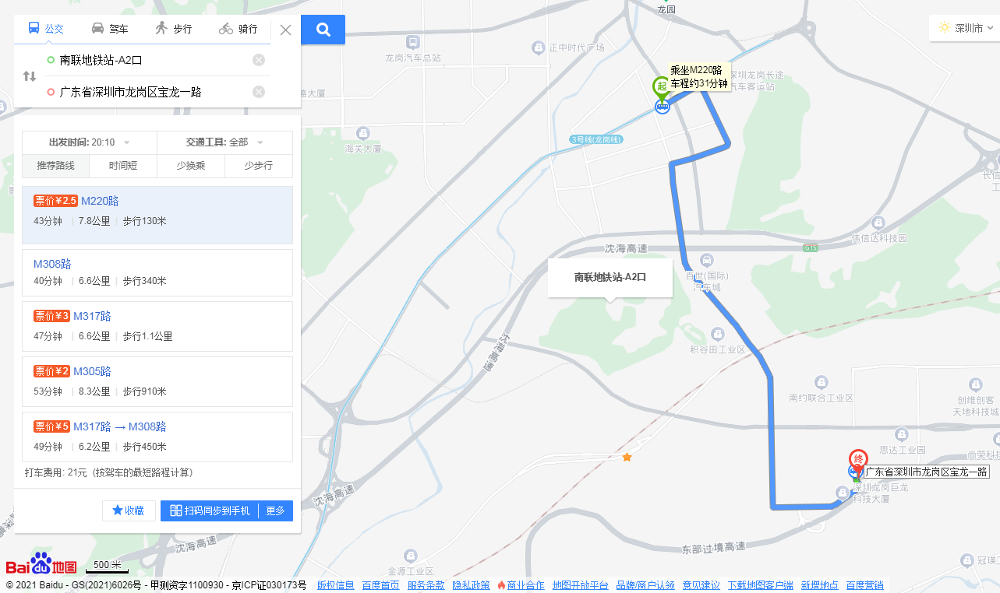 公交
驾车
步行
骑行
南联地铁站-A2口
广东省深圳市龙岗区宝龙一
出发时间: 20:10
交通工具: 全部
推荐路线
时间短
少换乘
少步行
票价¥2.5 M220路
43分钟 | 7.8公里 | 步行130米
M308路
40分钟 | 6.6公里 | 步行340米
票价¥3 M317路
47分钟 | 6.6公里 | 步行1.1公里
票价¥2 M305路
53分钟 | 8.3公里 | 步行910米
票价¥5 M317路 → M308路
49分钟 | 6.2公里 | 步行450米
打车费用: 21元（按驾车的最短路程计算）
收藏
扫码同步到手机
更多
深圳市
龙园
龙岗汽车总站
正中时代广场
乘坐M220路
车程约31分钟
起
深圳龙岗长途
汽车客运站
大厦
海关大厦
3号线(龙岗线)
长信
工
伟信达科技园
沈海高速
G15
百世(国际)
汽车城
南联地铁站-A2口
沈海高速
积谷田工业区
南约联合工业区
创维创客
天地科技城
思达工业园
尚荣科技
终
广东省深圳市龙岗区宝龙一路
深圳龙岗巨龙
科技大厦
沈海高速
沈海高速
东部过境高速
金源工业区
冠瑛工
Bai du 地图
500 米
© 2021 Baidu - GS(2021)6026号 - 甲测资字1100930 - 京ICP证030173号
版权信息
百度首页
服务条款
隐私政策
商业合作
地图开放平台
品牌/商户认领
意见建议
下载地图客户端
新增地点
百度营销